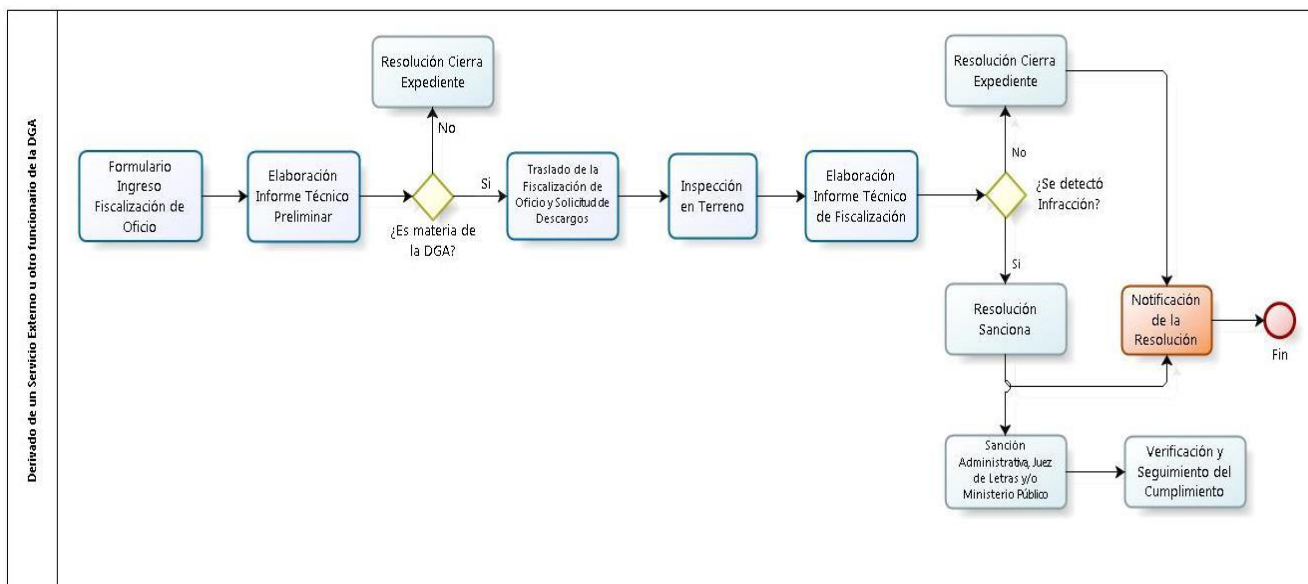 Derivado de un Servicio Externo u otro funcionario de la DGA
Formulario
Ingreso
Fiscalización de
Oficio
Elaboración
Informe Técnico
Preliminar
¿Es materia de
la DGA?
No
Resolución Cierra
Expediente
Si
Traslado de la
Fiscalización de
Oficio y Solicitud de
Descargos
Inspección
en Terreno
Elaboración
Informe Técnico
de Fiscalización
¿Se detectó
Infracción?
No
Resolución Cierra
Expediente
Si
Resolución
Sanciona
Notificación
de la
Resolución
Fin
Sanción
Administrativa, Juez
de Letras y/o
Ministerio Público
Verificación y
Seguimiento del
Cumplimiento